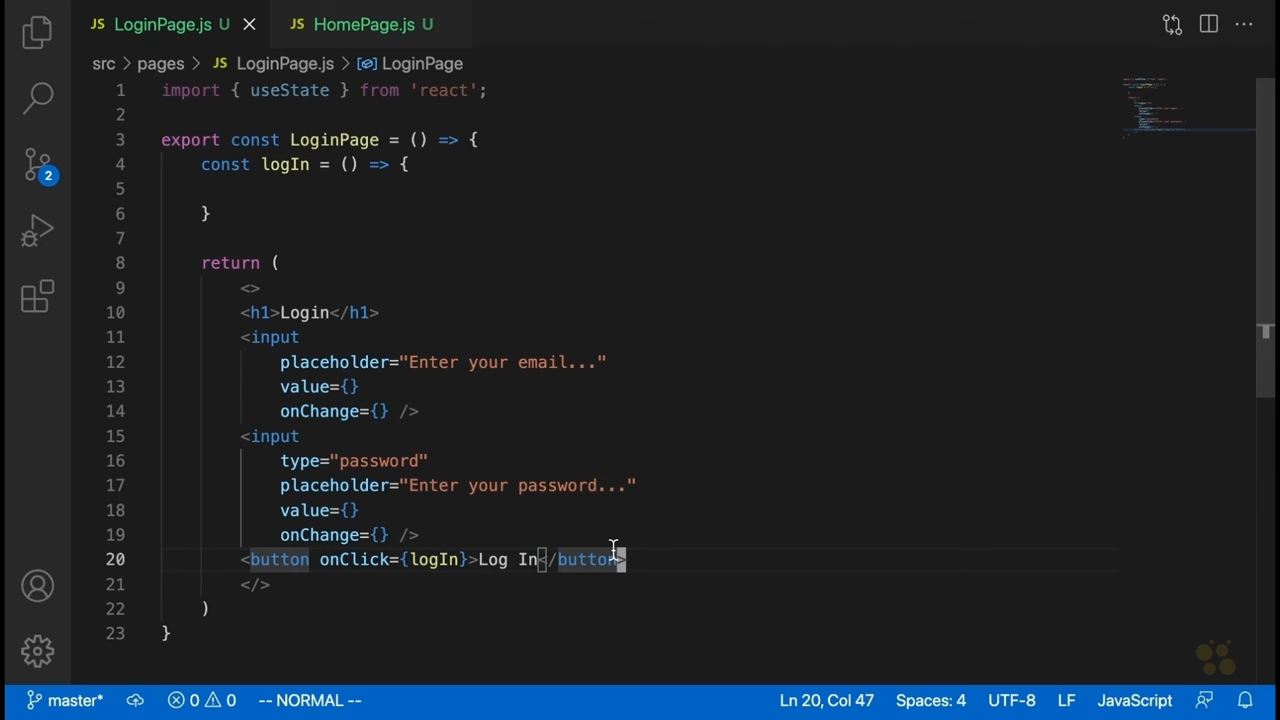 JS LoginPage.js U
JS HomePage.js U
src > pages > JS LoginPage.js > LoginPage
1 import { useState } from 'react';
2
3 export const LoginPage = () => {
4 const logIn = () => {
5
6 }
7
8 return (
9 <>
10 <h1>Login</h1>
11 <input
12 placeholder="Enter your email..."
13 value={}
14 onChange={} />
15 <input
16 type="password"
17 placeholder="Enter your password..."
18 value={}
19 onChange={} />
20 <button onClick={logIn}>Log In</button>
21 </>
22 )
23 }
2
master* 0 0 -- NORMAL -- Ln 20, Col 47 Spaces: 4 UTF-8 LF JavaScript